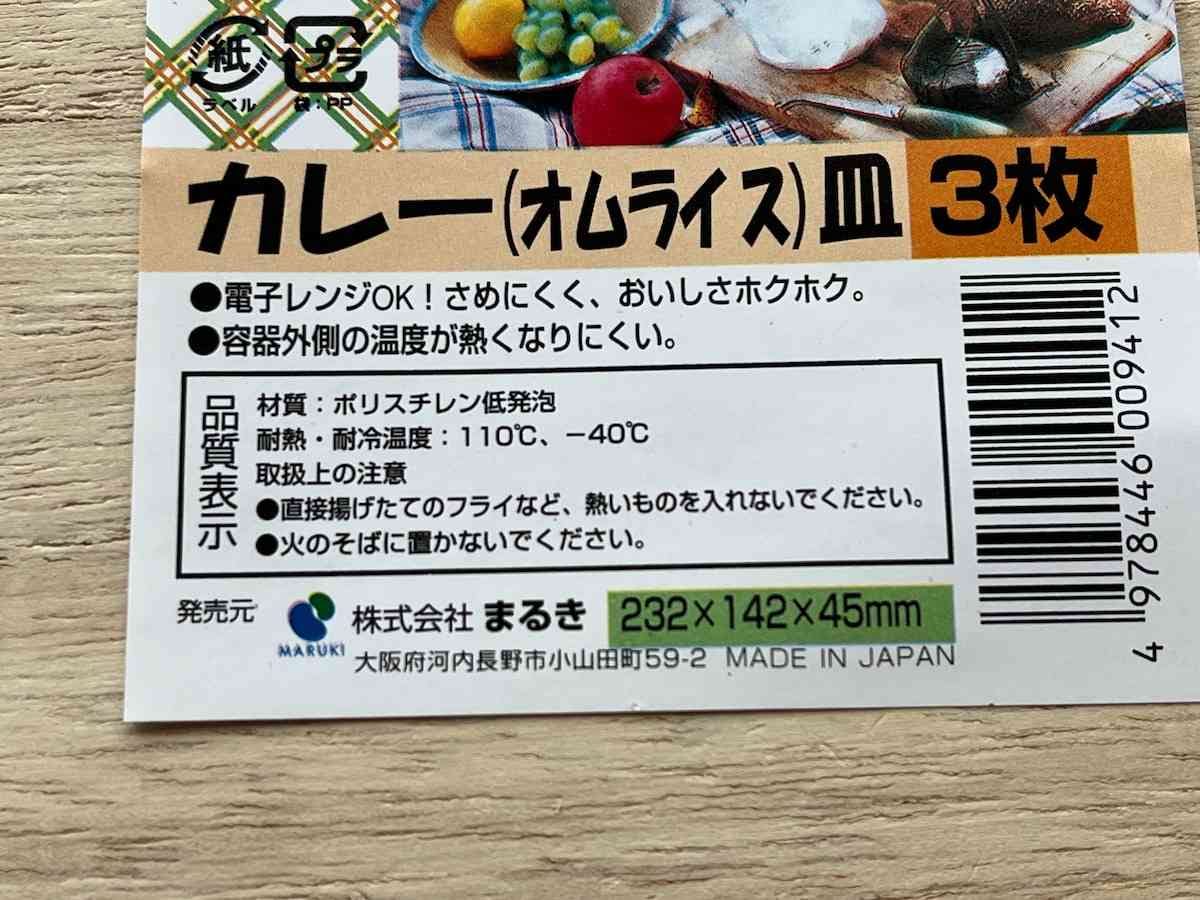 紙
プラ
ラベル
袋：PP
カレー(オムライス)皿 3枚
●電子レンジOK！さめにくく、おいしさホクホク。
●容器外側の温度が熱くなりにくい。
品質表示
材質：ポリスチレン低発泡
耐熱・耐冷温度：110℃、－40℃
取扱上の注意
●直接揚げたてのフライなど、熱いものを入れないでください。
●火のそばに置かないでください。
発売元 MARUKI 株式会社 まるき 232×142×45mm
大阪府河内長野市小山田町59-2 MADE IN JAPAN
4 978446 009412